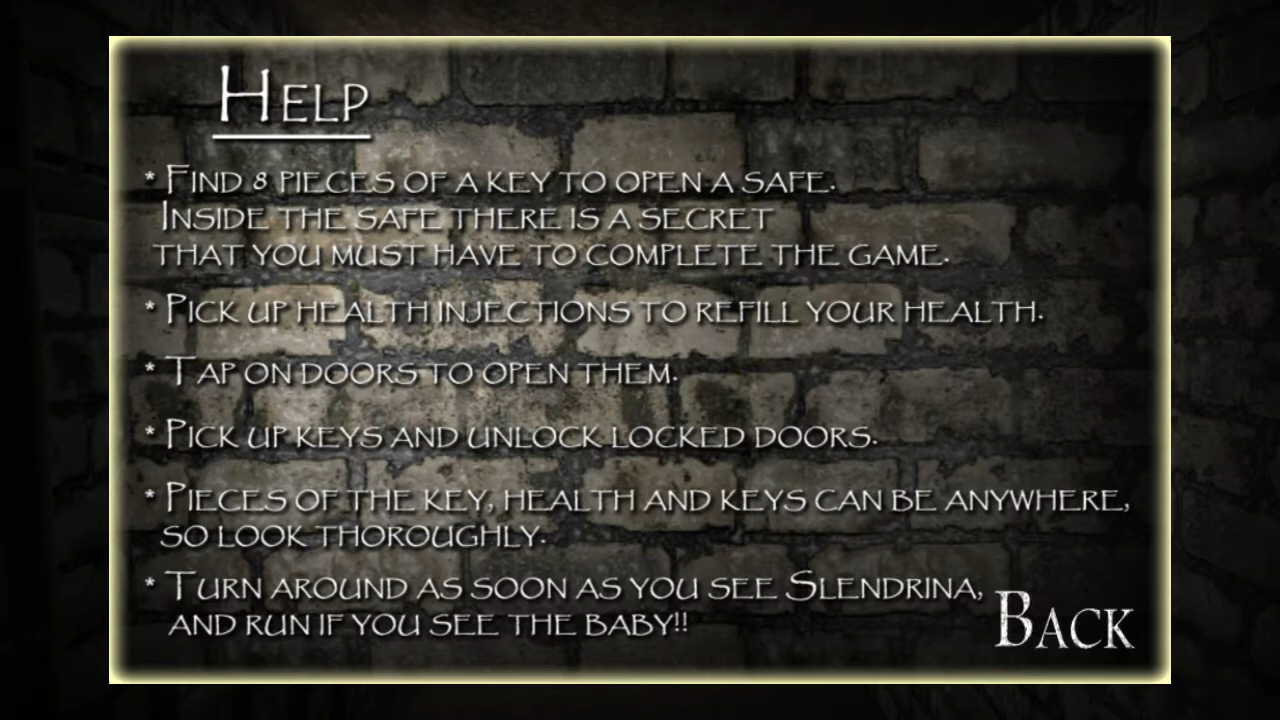 Help
* Find 8 pieces of a key to open a safe.
Inside the safe there is a secret
that you must have to complete the game.
* Pick up health injections to refill your health.
* Tap on doors to open them.
* Pick up keys and unlock locked doors.
* Pieces of the key, health and keys can be anywhere,
so look thoroughly.
* Turn around as soon as you see Slendrina,
and run if you see the baby!!
Back